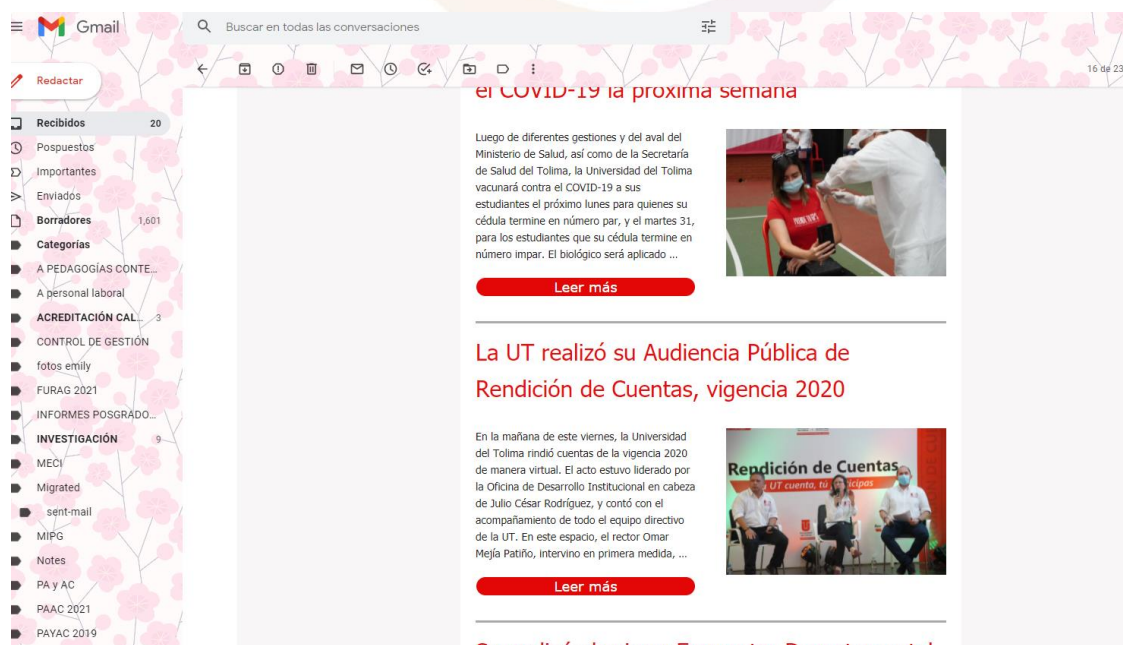 Gmail
Buscar en todas las conversaciones
Redactar
16 de 23
Recibidos 20
Pospuestos
Importantes
Enviados
Borradores 1,601
Categorías
A PEDAGOGÍAS CONTE...
A personal laboral
ACREDITACIÓN CAL... 3
CONTROL DE GESTIÓN
fotos emily
FURAG 2021
INFORMES POSGRADO...
INVESTIGACIÓN 9
MECI
Migrated
sent-mail
MIPG
Notes
PA y AC
PAAC 2021
PAYAC 2019
el COVID-19 la próxima semana
Luego de diferentes gestiones y del aval del
Ministerio de Salud, así como de la Secretaría
de Salud del Tolima, la Universidad del Tolima
vacunará contra el COVID-19 a sus
estudiantes el próximo lunes para quienes su
cédula termine en número par, y el martes 31,
para los estudiantes que su cédula termine en
número impar. El biológico será aplicado ...
Leer más
La UT realizó su Audiencia Pública de
Rendición de Cuentas, vigencia 2020
En la mañana de este viernes, la Universidad
del Tolima rindió cuentas de la vigencia 2020
de manera virtual. El acto estuvo liderado por
la Oficina de Desarrollo Institucional en cabeza
de Julio César Rodríguez, y contó con el
acompañamiento de todo el equipo directivo
de la UT. En este espacio, el rector Omar
Mejía Patiño, intervino en primera medida, ...
Rendición de Cuentas
UT cuenta, tú
Leer más